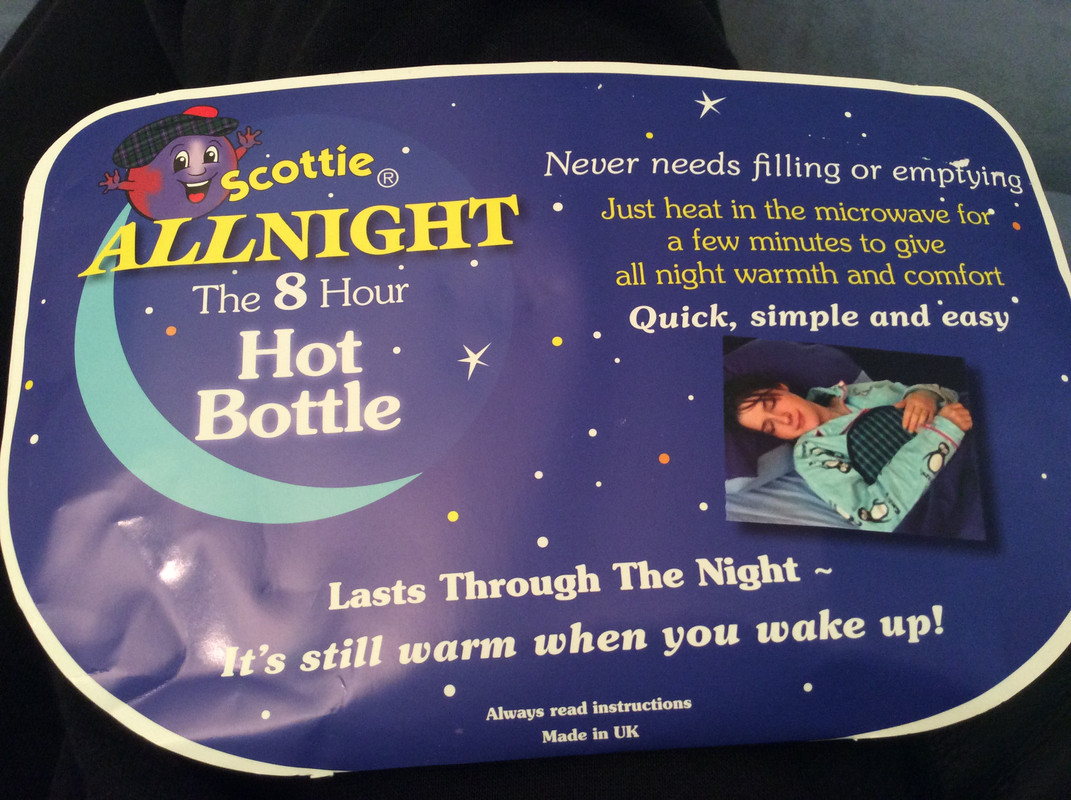 Scottie ®
ALLNIGHT
The 8 Hour
Hot
Bottle
Never needs filling or emptying
Just heat in the microwave for
a few minutes to give
all night warmth and comfort
Quick, simple and easy
Lasts Through The Night ~
It's still warm when you wake up!
Always read instructions
Made in UK